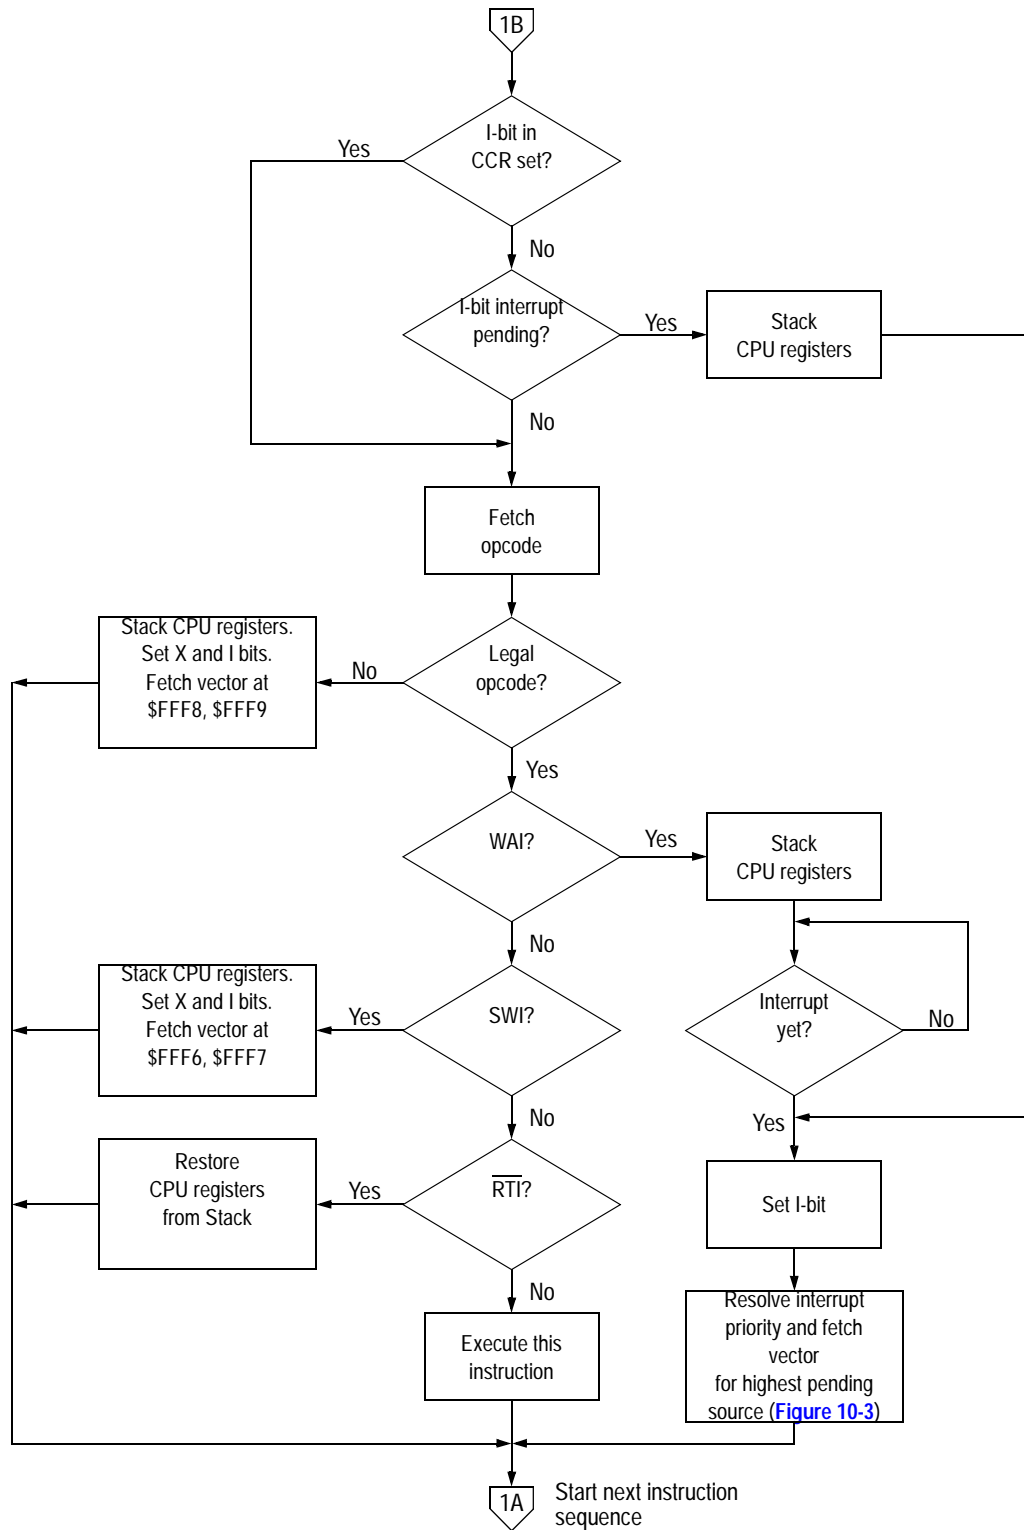 1B
I-bit in
CCR set?
Yes
No
I-bit interrupt
pending?
Yes
Stack
CPU registers
No
Fetch
opcode
Stack CPU registers.
Set X and I bits.
Fetch vector at
$FFF8, $FFF9
No
Legal
opcode?
Yes
WAI?
Yes
Stack
CPU registers
No
Stack CPU registers.
Set X and I bits.
Fetch vector at
$FFF6, $FFF7
Yes
SWI?
Interrupt
yet?
No
No
Yes
Restore
CPU registers
from Stack
Yes
RTI?
Set I-bit
No
Execute this
instruction
Resolve interrupt
priority and fetch
vector
for highest pending
source (Figure 10-3)
1A
Start next instruction
sequence